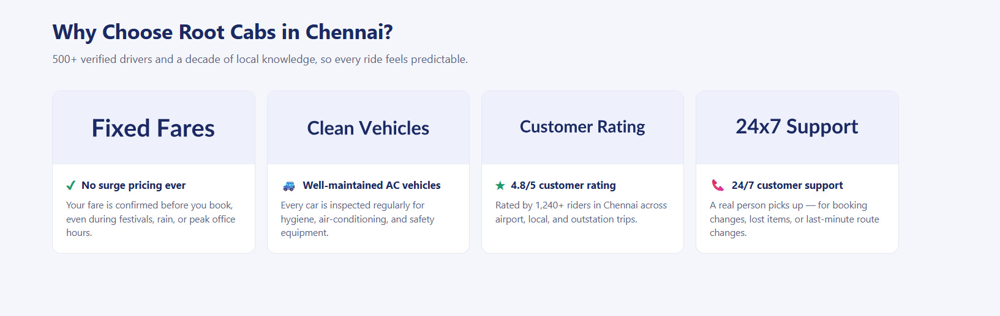 Why Choose Root Cabs in Chennai?
500+ verified drivers and a decade of local knowledge, so every ride feels predictable.
Fixed Fares
No surge pricing ever
Your fare is confirmed before you book,
even during festivals, rain, or peak office
hours.
Clean Vehicles
Well-maintained AC vehicles
Every car is inspected regularly for
hygiene, air-conditioning, and safety
equipment.
Customer Rating
4.8/5 customer rating
Rated by 1,240+ riders in Chennai across
airport, local, and outstation trips.
24x7 Support
24/7 customer support
A real person picks up — for booking
changes, lost items, or last-minute route
changes.